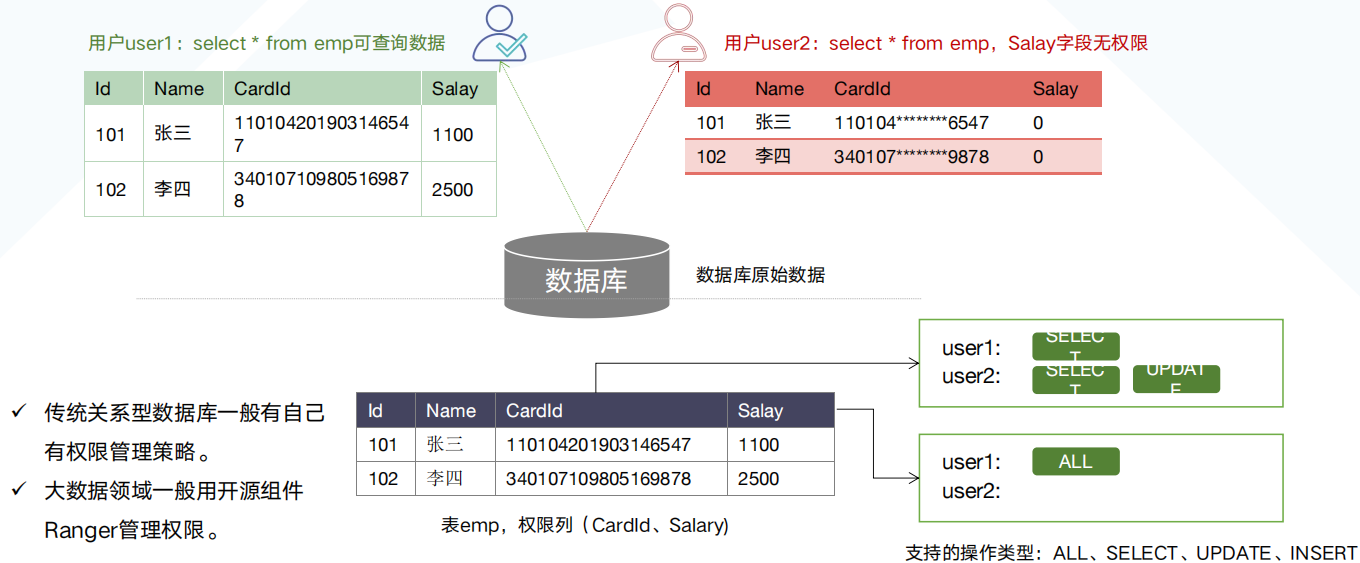 用户user1：select * from emp可查询数据
用户user2：select * from emp，Salay字段无权限
Id Name CardId Salay
101 张三 11010420190314654
7 1100
102 李四 34010710980516987
8 2500
Id Name CardId Salay
101 张三 110104********6547 0
102 李四 340107********9878 0
数据库
数据库原始数据
传统关系型数据库一般有自己
有权限管理策略。
大数据领域一般用开源组件
Ranger管理权限。
Id Name CardId Salay
101 张三 110104201903146547 1100
102 李四 340107109805169878 2500
表emp，权限列（CardId、Salary)
user1: SELEC
T
user2: SELEC
T UPDAT
E
user1: ALL
user2:
支持的操作类型：ALL、SELECT、UPDATE、INSERT